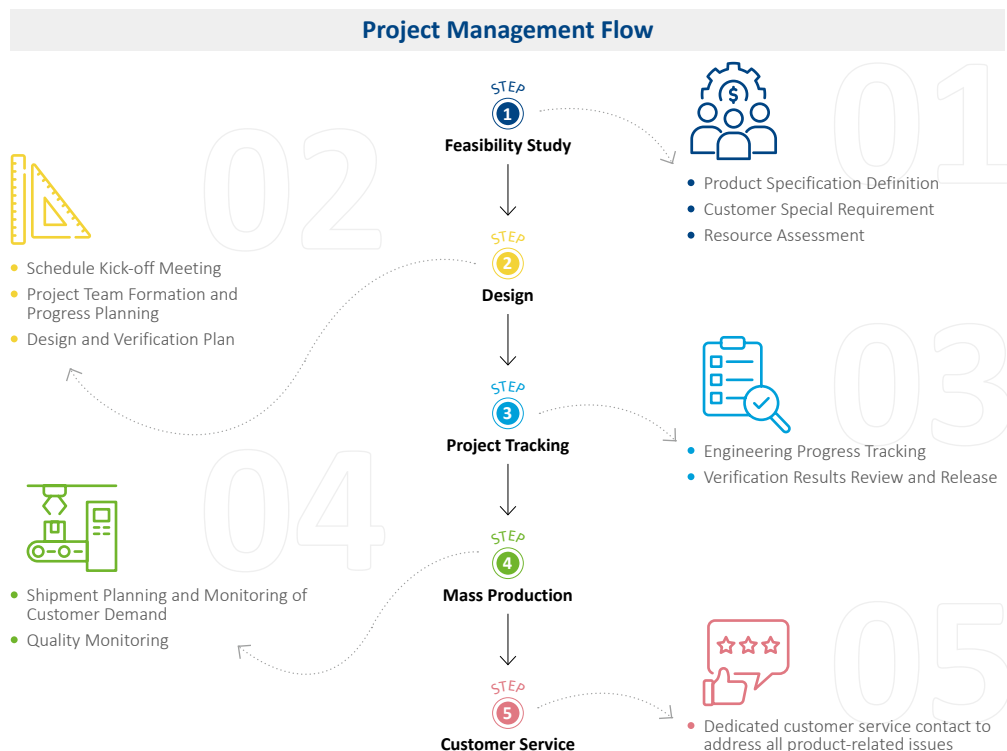 Project Management Flow
STEP
1
Feasibility Study
01
$
• Product Specification Definition
• Customer Special Requirement
• Resource Assessment
02
STEP
2
Design
• Schedule Kick-off Meeting
• Project Team Formation and
Progress Planning
• Design and Verification Plan
STEP
3
Project Tracking
03
• Engineering Progress Tracking
• Verification Results Review and Release
04
STEP
4
Mass Production
• Shipment Planning and Monitoring of
Customer Demand
• Quality Monitoring
STEP
5
Customer Service
05
• Dedicated customer service contact to
address all product-related issues